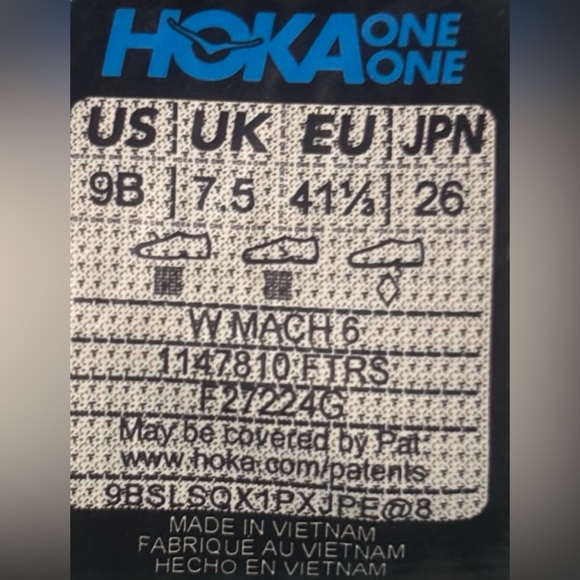 HOKA ONE ONE
US UK EU JPN
9B 7.5 41⅓ 26
W MACH 6
1147810 FTRS
F27224G
May be covered by Pat.
www.hoka.com/patents
9BSLSQX1PXJPE@8
MADE IN VIETNAM
FABRIQUÉ AU VIETNAM
HECHO EN VIETNAM